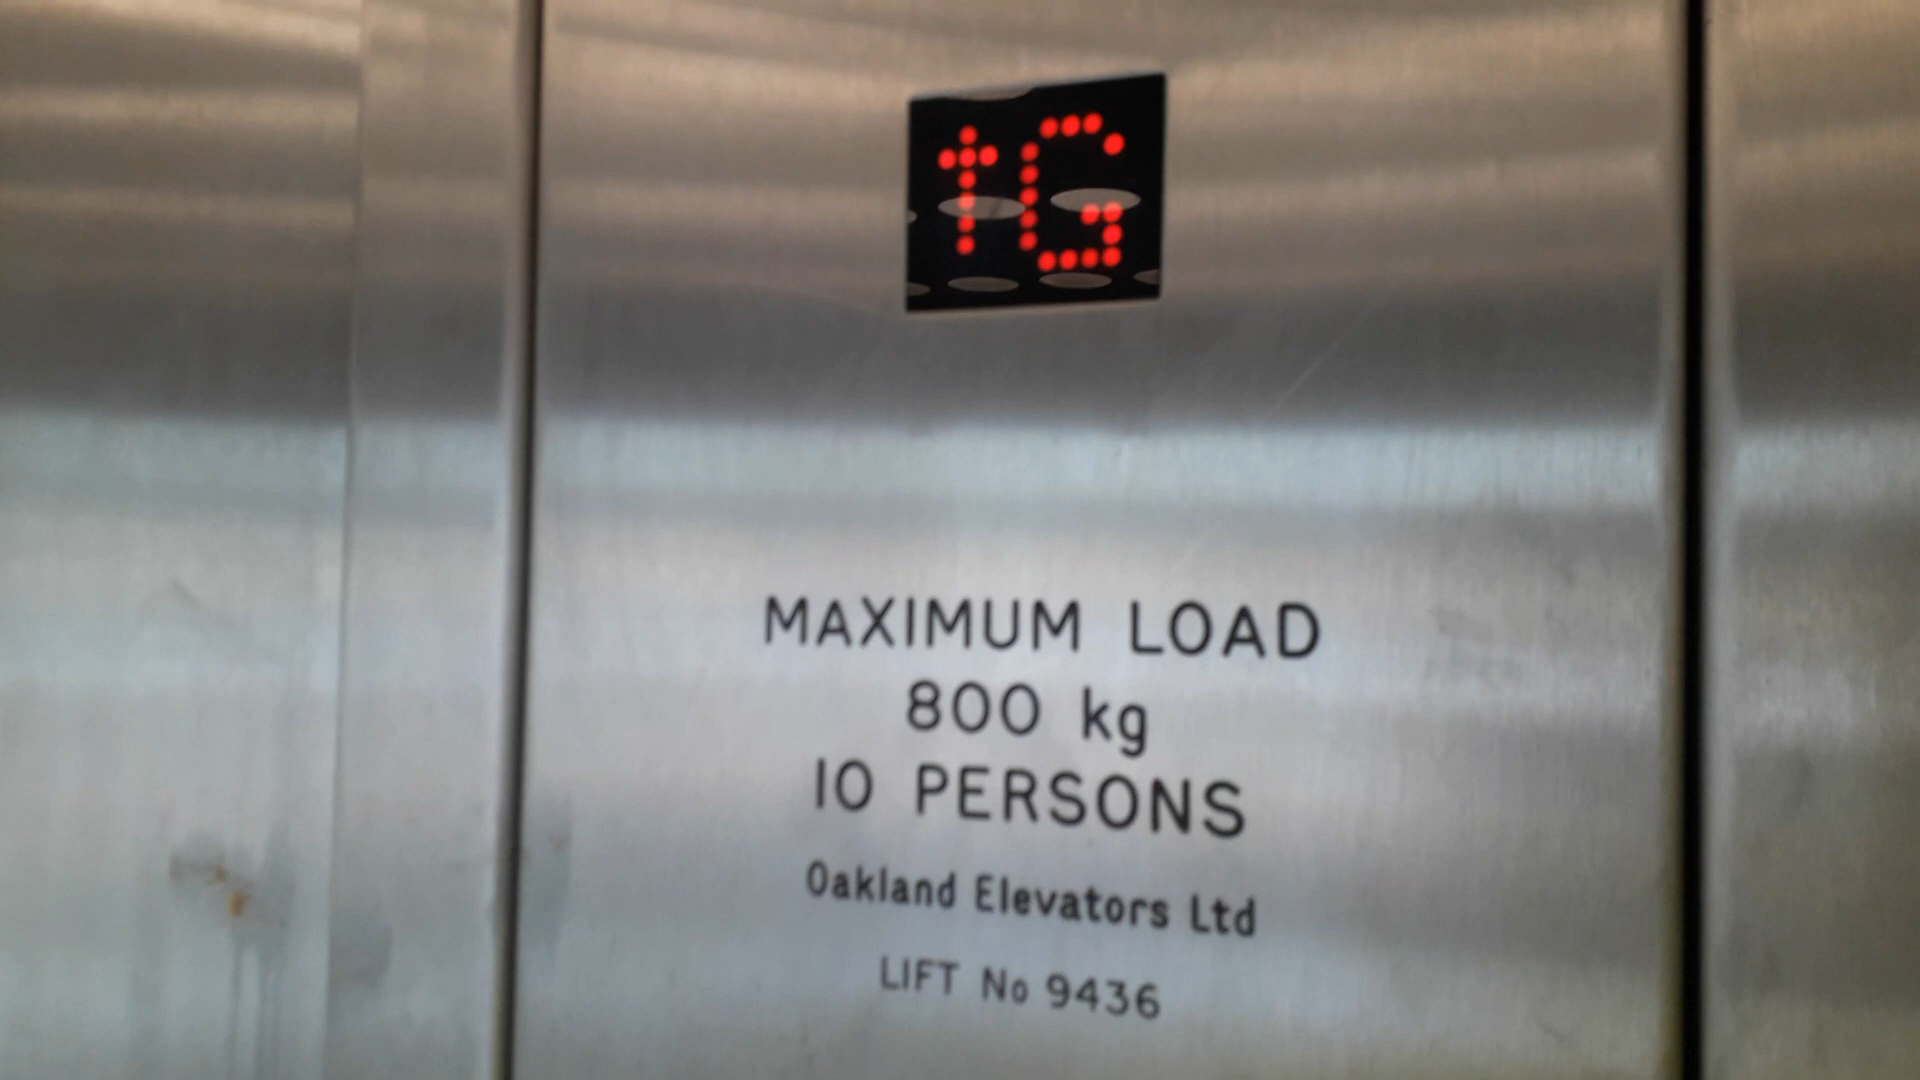 ↑G
MAXIMUM LOAD
800 kg
10 PERSONS
Oakland Elevators Ltd
LIFT No 9436